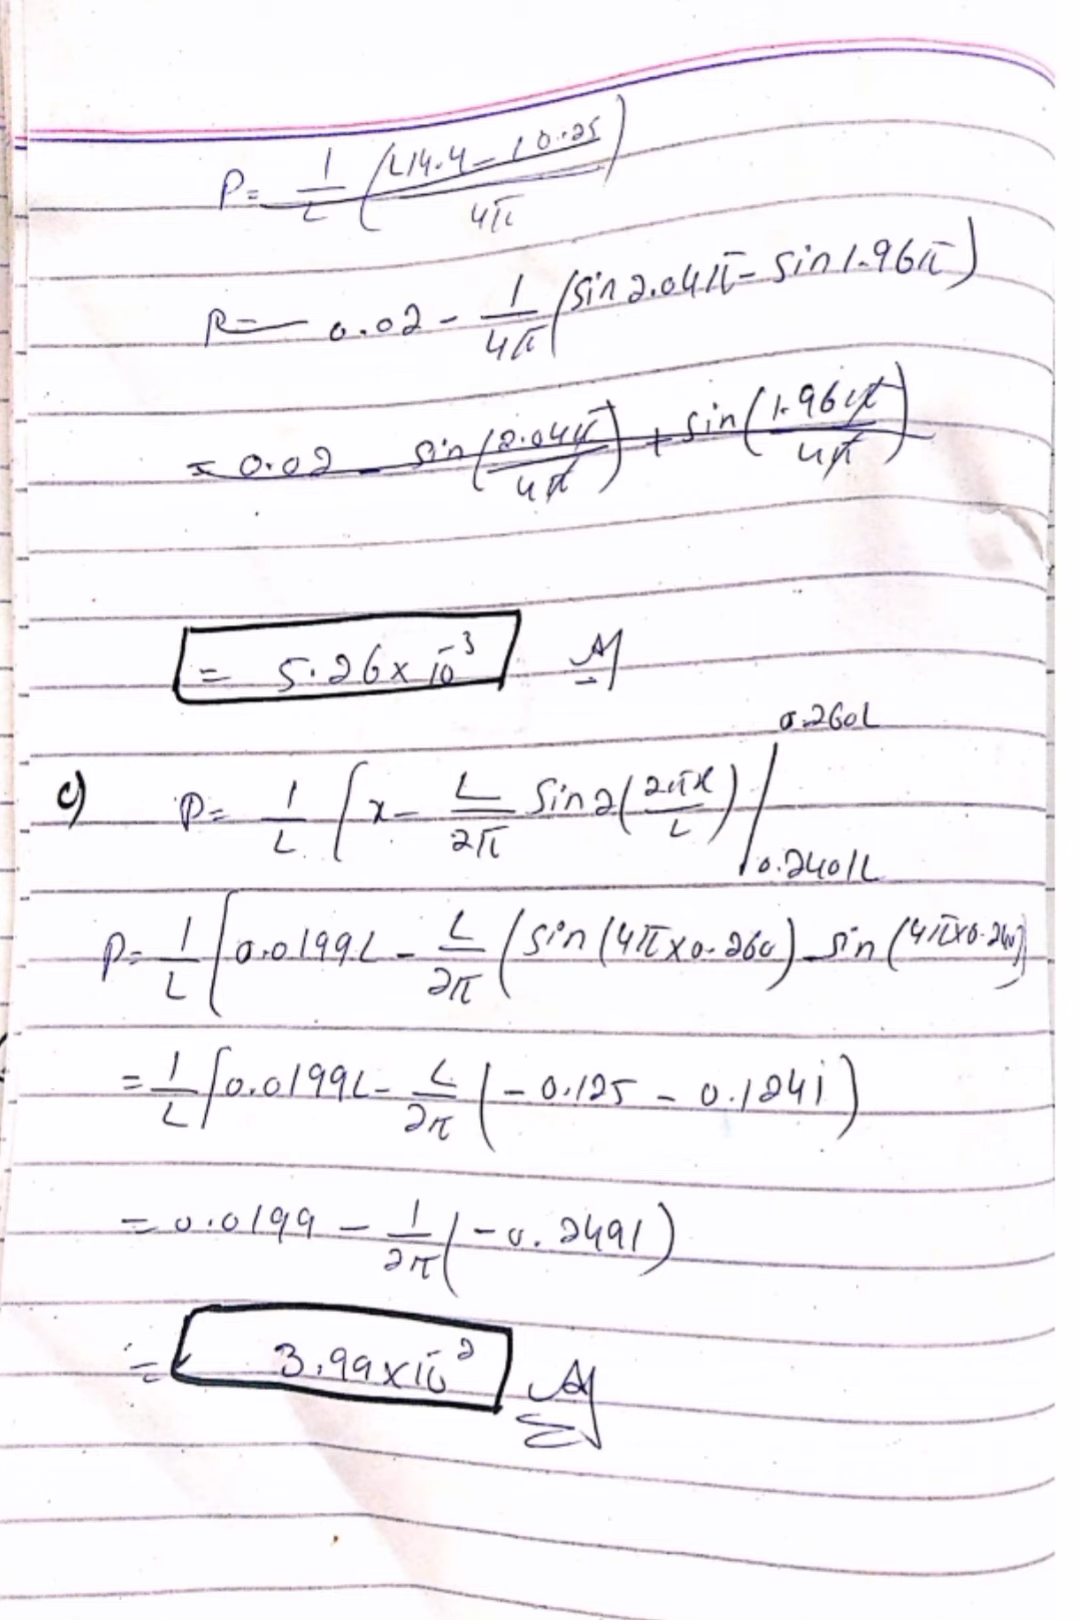 P= 1/L (L14.4 - 10.25 / 4π)
P= 0.02 - 1/4π (sin 2.04π - sin 1.96π)
= 0.02 - sin (2.04π/4π) + sin (1.96π/4π)
= 5.26×10⁻³
c) P= 1/L [x - L/2π sin 2(2πx/L)] | 0.260L 0.2401L
P= 1/L [0.0199L - L/2π (sin (4π×0.260) - sin (4π×0.240)
= 1/L [0.0199L - L/2π (-0.125 - 0.1241)
= 0.0199 - 1/2π (-0.2491)
= 3.99×10⁻²